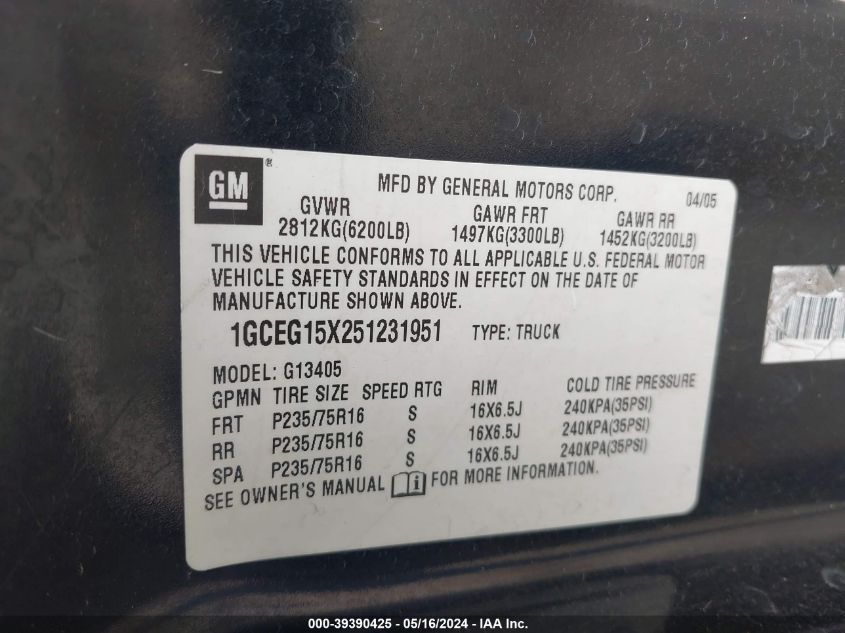 GM®
MFD BY GENERAL MOTORS CORP. 04/05
GVWR GAWR FRT GAWR RR
2812KG(6200LB) 1497KG(3300LB) 1452KG(3200LB)
THIS VEHICLE CONFORMS TO ALL APPLICABLE U.S. FEDERAL MOTOR
VEHICLE SAFETY STANDARDS IN EFFECT ON THE DATE OF
MANUFACTURE SHOWN ABOVE.
1GCEG15X251231951 TYPE: TRUCK
MODEL: G13405
GPMN TIRE SIZE SPEED RTG RIM COLD TIRE PRESSURE
FRT P235/75R16 S 16X6.5J 240KPA(35PSI)
RR P235/75R16 S 16X6.5J 240KPA(35PSI)
SPA P235/75R16 S 16X6.5J 240KPA(35PSI)
SEE OWNER'S MANUAL i FOR MORE INFORMATION.
000-39390425 - 05/16/2024 - IAA Inc.